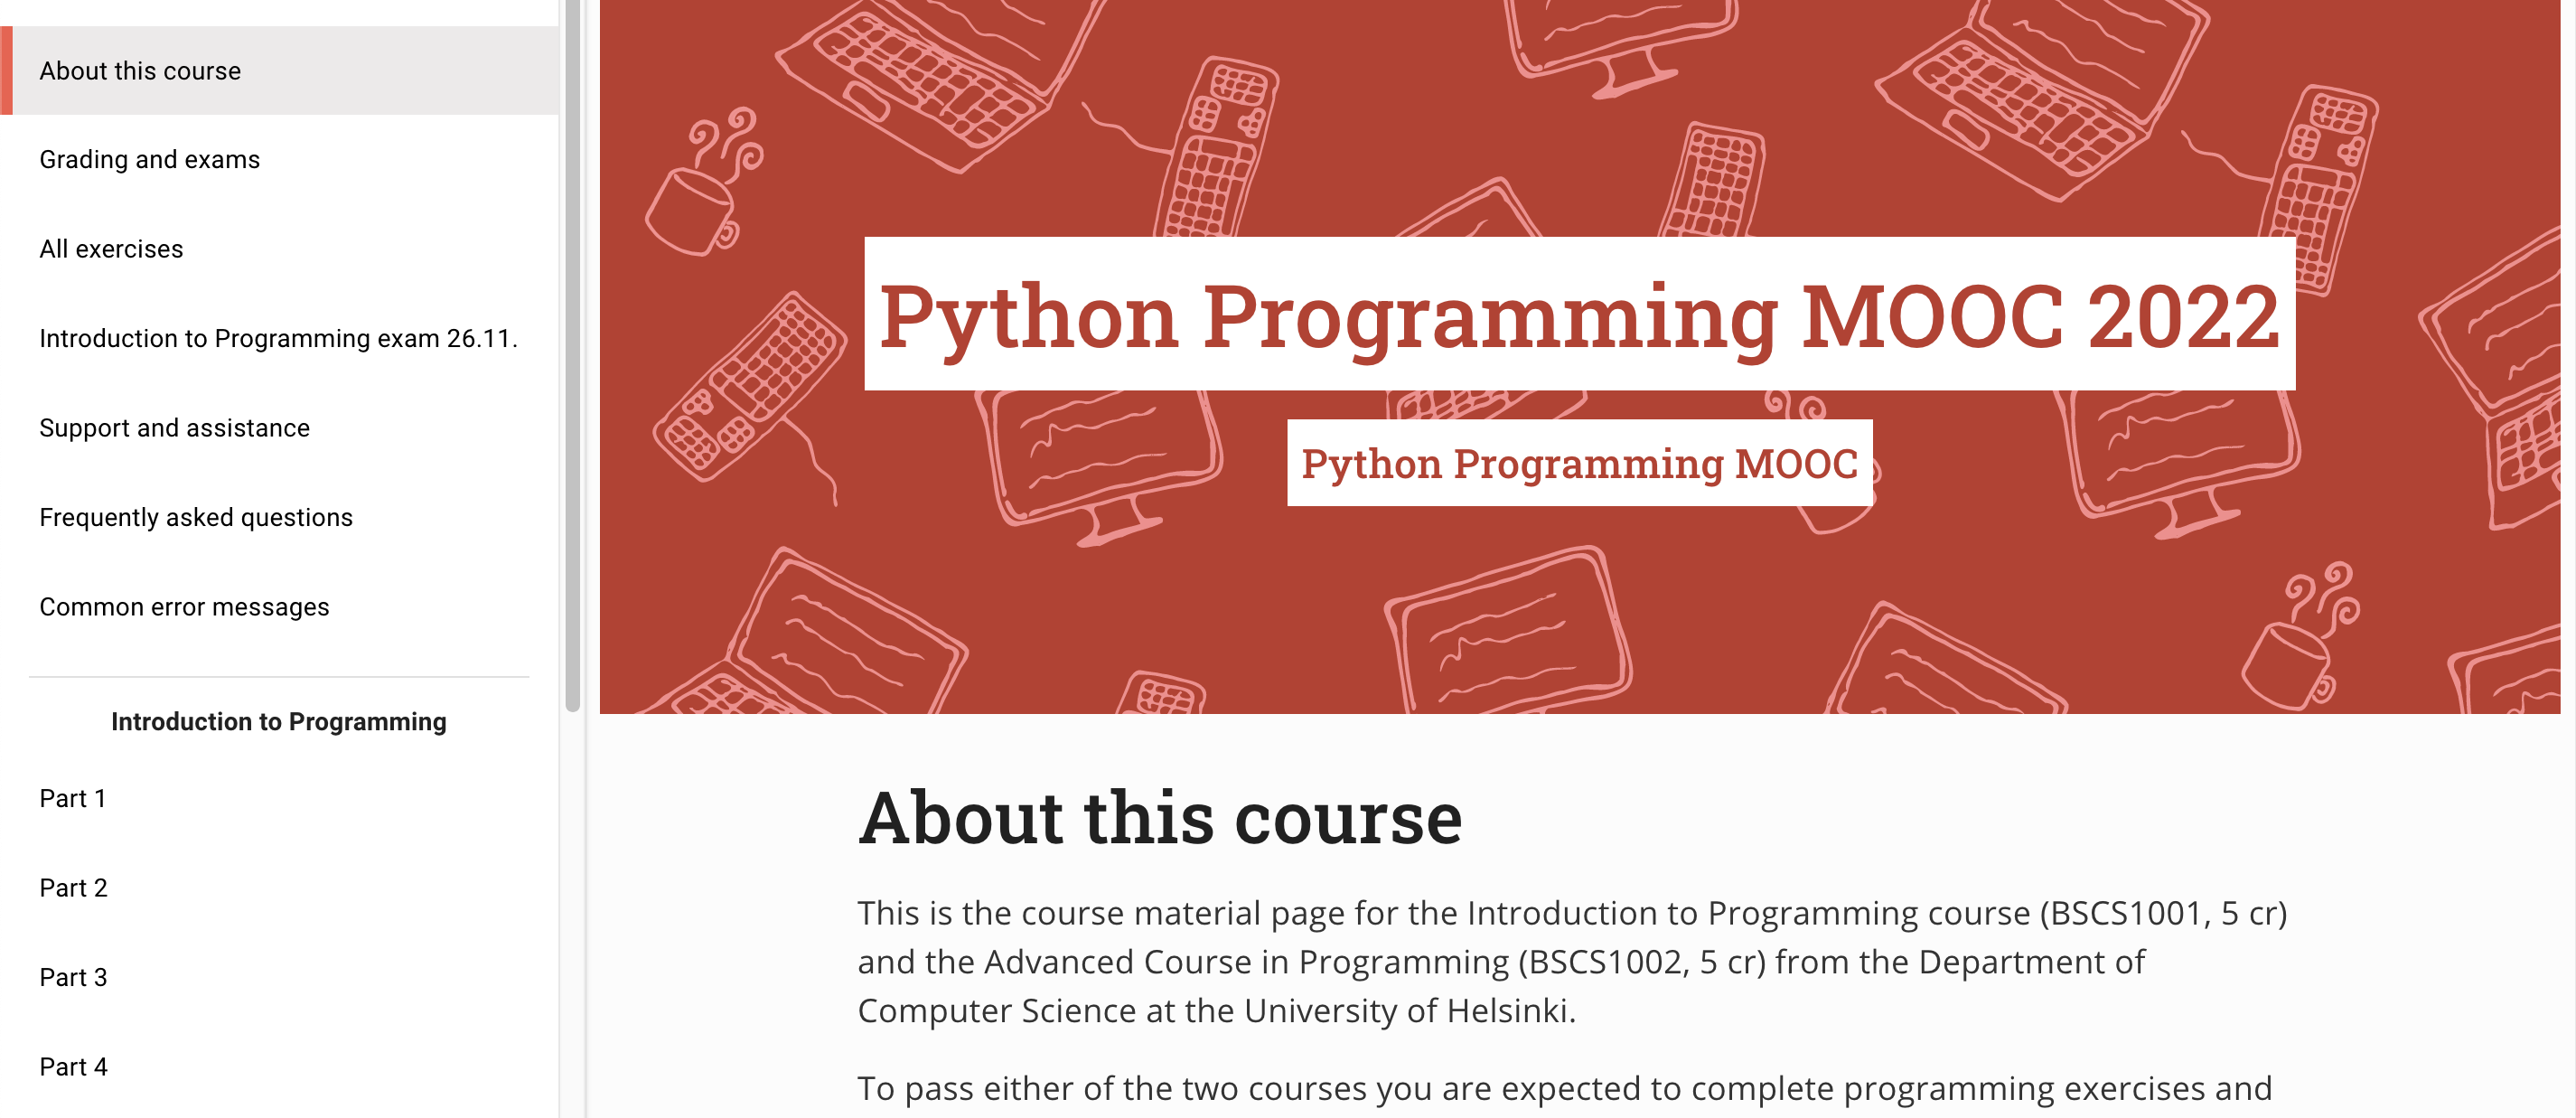 About this course
Grading and exams
All exercises
Introduction to Programming exam 26.11.
Support and assistance
Frequently asked questions
Common error messages
Introduction to Programming
Part 1
Part 2
Part 3
Part 4
Python Programming MOOC 2022
Python Programming MOOC
About this course
This is the course material page for the Introduction to Programming course (BSCS1001, 5 cr)
and the Advanced Course in Programming (BSCS1002, 5 cr) from the Department of
Computer Science at the University of Helsinki.
To pass either of the two courses you are expected to complete programming exercises and